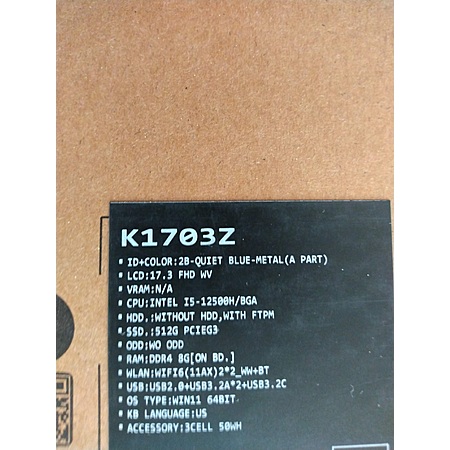 K1703Z
▪ ID+COLOR:2B-QUIET BLUE-METAL(A PART)
▪ LCD:17.3 FHD WV
▪ VRAM:N/A
▪ CPU:INTEL I5-12500H/BGA
▪ HDD.:WITHOUT HDD,WITH FTPM
▪ SSD.:512G PCIEG3
▪ ODD:WO ODD
▪ RAM:DDR4 8G[ON BD.]
▪ WLAN:WIFI6(11AX)2*2_WW+BT
▪ USB:USB2.0+USB3.2A*2+USB3.2C
▪ OS TYPE:WIN11 64BIT
▪ KB LANGUAGE:US
▪ ACCESSORY:3CELL 50WH